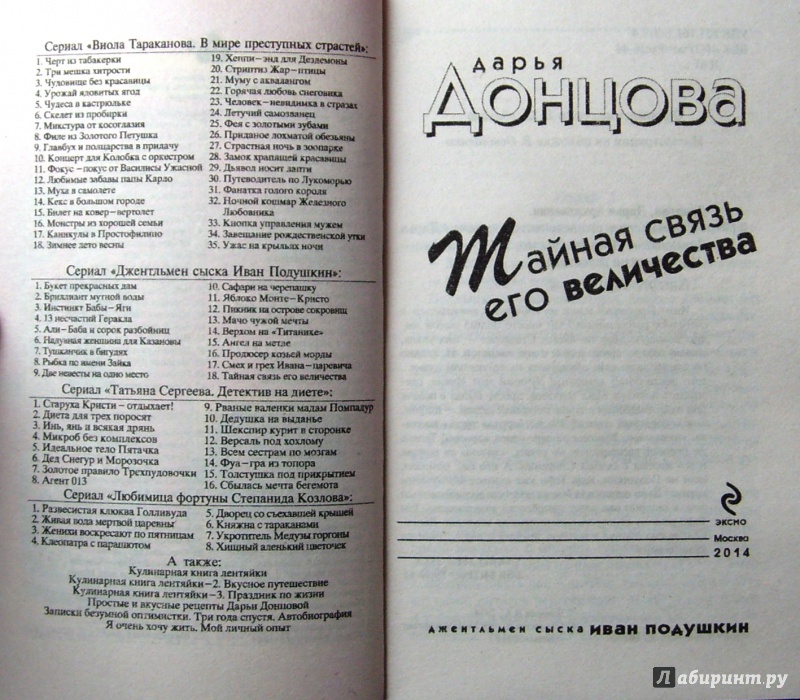 Сериал «Виола Тараканова. В мире преступных страстей»:
1. Черт из табакерки
2. Три мешка хитрости
3. Чудовище без красавицы
4. Урожай ядовитых ягод
5. Чудеса в кастрюльке
6. Скелет из пробирки
7. Микстура от косоглазия
8. Филе из Золотого Петушка
9. Главбух и полцарства в придачу
10. Концерт для Колобка с оркестром
11. Фокус-покус от Василисы Ужасной
12. Любимые забавы папы Карло
13. Муха в самолете
14. Кекс в большом городе
15. Билет на ковер-вертолет
16. Монстры из хорошей семьи
17. Каникулы в Простофилино
18. Зимнее лето весны
19. Хеппи-энд для Дездемоны
20. Стриптиз Жар-птицы
21. Муму с аквалангом
22. Горячая любовь снеговика
23. Человек-невидимка в стразах
24. Летучий самозванец
25. Фея с золотыми зубами
26. Приданое лохматой обезьяны
27. Страстная ночь в зоопарке
28. Замок храпящей красавицы
29. Дьявол носит лапти
30. Путеводитель по Лукоморью
31. Фанатка голого короля
32. Ночной кошмар Железного
Любовника
33. Кнопка управления мужем
34. Завещание рождественской утки
35. Ужас на крыльях ночи
Сериал «Джентльмен сыска Иван Подушкин»:
1. Букет прекрасных дам
2. Бриллиант мутной воды
3. Инстинкт Бабы-Яги
4. 13 несчастий Геракла
5. Али-Баба и сорок разбойниц
6. Надувная женщина для Казановы
7. Тушканчик в бигудях
8. Рыбка по имени Зайка
9. Две невесты на одно место
10. Сафари на черепашку
11. Яблоко Монте-Кристо
12. Пикник на острове сокровищ
13. Мачо чужой мечты
14. Верхом на «Титанике»
15. Ангел на метле
16. Продюсер козьей морды
17. Смех и грех Ивана-царевича
18. Тайная связь его величества
Сериал «Татьяна Сергеева. Детектив на диете»:
1. Старуха Кристи – отдыхает!
2. Диета для трех поросят
3. Инь, янь и всякая дрянь
4. Микроб без комплексов
5. Идеальное тело Пятачка
6. Дед Снегур и Морозочка
7. Золотое правило Трехпудовочки
8. Агент 013
9. Рваные валенки мадам Помпадур
10. Дедушка на выданье
11. Шекспир курит в сторонке
12. Версаль под хохлому
13. Всем сестрам по мозгам
14. Фуа-гра из топора
15. Толстушка под прикрытием
16. Сбылась мечта бегемота
Сериал «Любимица фортуны Степанида Козлова»:
1. Развесистая клюква Голливуда
2. Живая вода мертвой царевны
3. Женихи воскресают по пятницам
4. Клеопатра с парашютом
5. Дворец со съехавшей крышей
6. Княжна с тараканами
7. Укротитель Медузы горгоны
8. Хищный аленький цветочек
А также:
Кулинарная книга лентяйки
Кулинарная книга лентяйки-2. Вкусное путешествие
Кулинарная книга лентяйки-3. Праздник по жизни
Простые и вкусные рецепты Дарьи Донцовой
Записки безумной оптимистки. Три года спустя. Автобиография
Я очень хочу жить. Мой личный опыт
дарья
Донцова
Тайная связь
его величества
эксмо
Москва
2014
джентльмен сыска Иван Подушкин
Лабиринт.ру